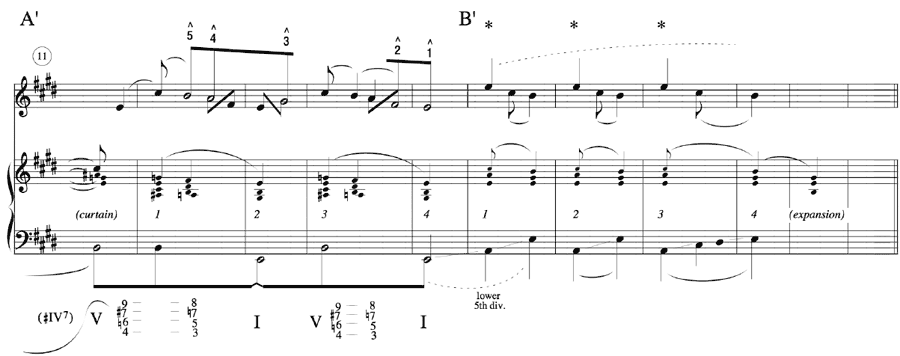 A' B'
11
^ ^ ^ ^ ^ * * *
5 4 3 2 1
(curtain) 1 2 3 4 1 2 3 4 (expansion)
lower
5th div.
(♯IV7) V I V I
9 – – 8
♯7 – – ♮7
♮6 – – 5
4 – – 3
9 – – 8
♯7 – – ♮7
♮6 – – 5
4 – – 3